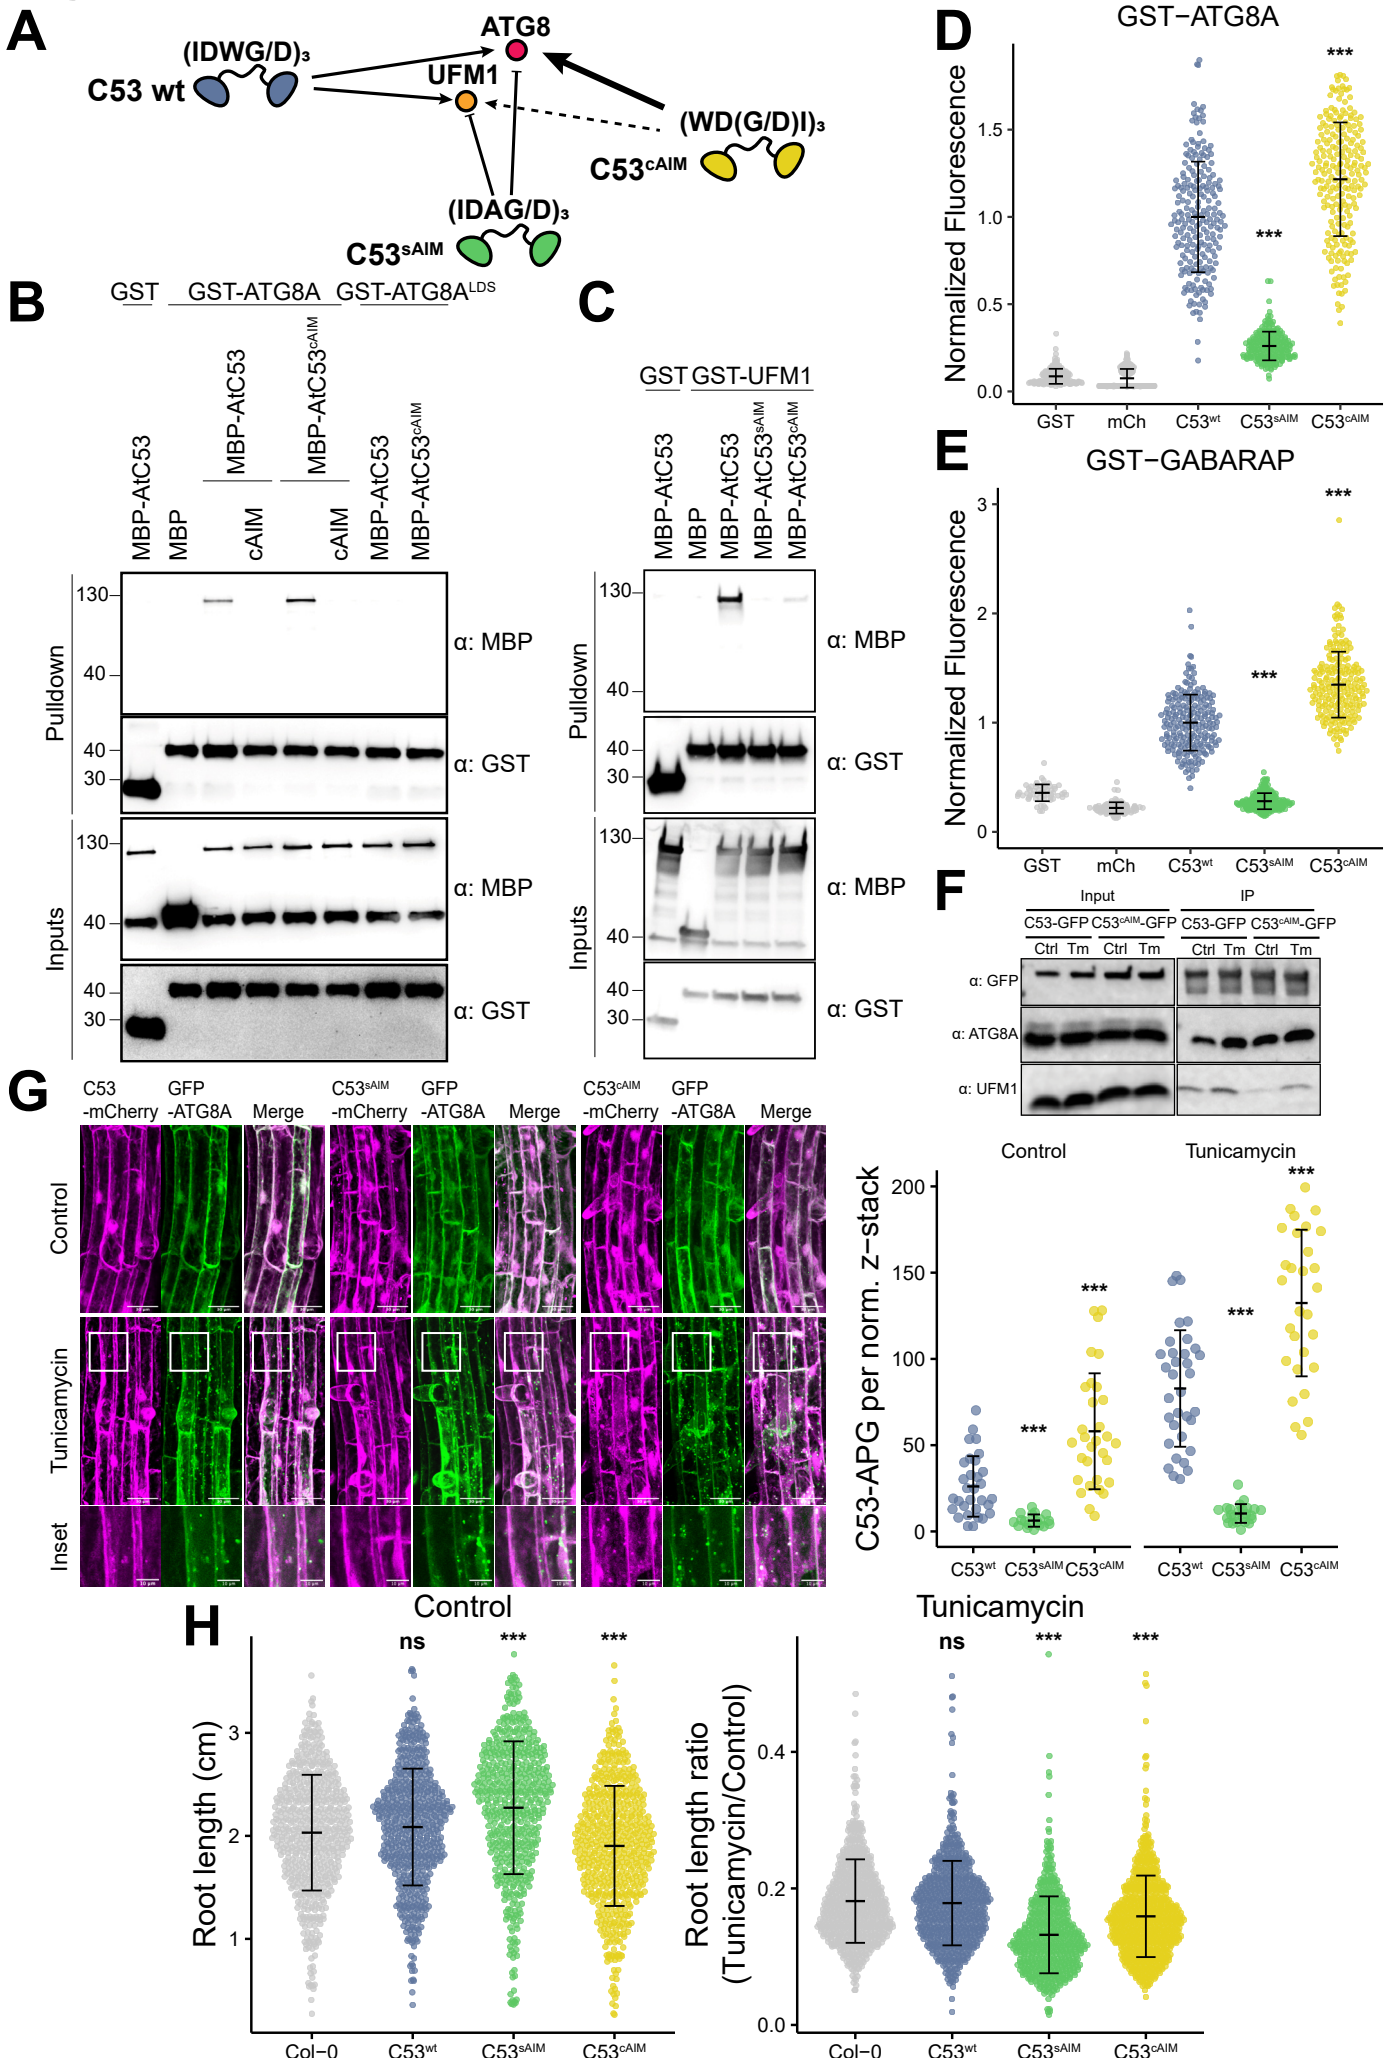 A
(IDWG/D)₃
C53 wt
ATG8
UFM1
(WD(G/D)I)₃
C53cAIM
(IDAG/D)₃
C53sAIM
B
GST GST-ATG8A GST-ATG8ALDS
MBP-AtC53
MBP
MBP-AtC53
cAIM
MBP-AtC53cAIM
cAIM
MBP-AtC53
MBP-AtC53cAIM
Pulldown
130
40
α: MBP
40
30
α: GST
Inputs
130
40
α: MBP
40
30
α: GST
C
GST GST-UFM1
MBP-AtC53
MBP
MBP-AtC53
MBP-AtC53sAIM
MBP-AtC53cAIM
Pulldown
130
40
α: MBP
40
30
α: GST
Inputs
130
40
α: MBP
40
30
α: GST
D
GST−ATG8A
Normalized Fluorescence
1.5
1.0
0.5
0.0
***
***
GST mCh C53wt C53sAIM C53cAIM
E
GST−GABARAP
Normalized Fluorescence
3
2
1
0
***
***
GST mCh C53wt C53sAIM C53cAIM
F
Input IP
C53-GFP C53cAIM-GFP C53-GFP C53cAIM-GFP
Ctrl Tm Ctrl Tm Ctrl Tm Ctrl Tm
α: GFP
α: ATG8A
α: UFM1
G
C53 GFP C53sAIM GFP C53cAIM GFP
-mCherry -ATG8A Merge -mCherry -ATG8A Merge -mCherry -ATG8A Merge
Control
Tunicamycin
Inset
Control Tunicamycin
C53-APG per norm. z−stack
200
150
100
50
0
***
***
***
***
C53wt C53sAIM C53cAIM C53wt C53sAIM C53cAIM
H
Control
Root length (cm)
3
2
1
ns *** ***
Col−0 C53wt C53sAIM C53cAIM
Tunicamycin
Root length ratio
(Tunicamycin/Control)
0.4
0.2
0.0
ns *** ***
Col−0 C53wt C53sAIM C53cAIM